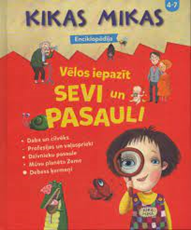 KIKAS MIKAS
4-7
Enciklopēdija
Vēlos iepazīt
SEVI un
PASAULI
• Daba un cilvēks
• Profesijas un vaļasprieki
• Dzīvnieku pasaule
• Mūsu planēta Zeme
• Debess ķermeņi